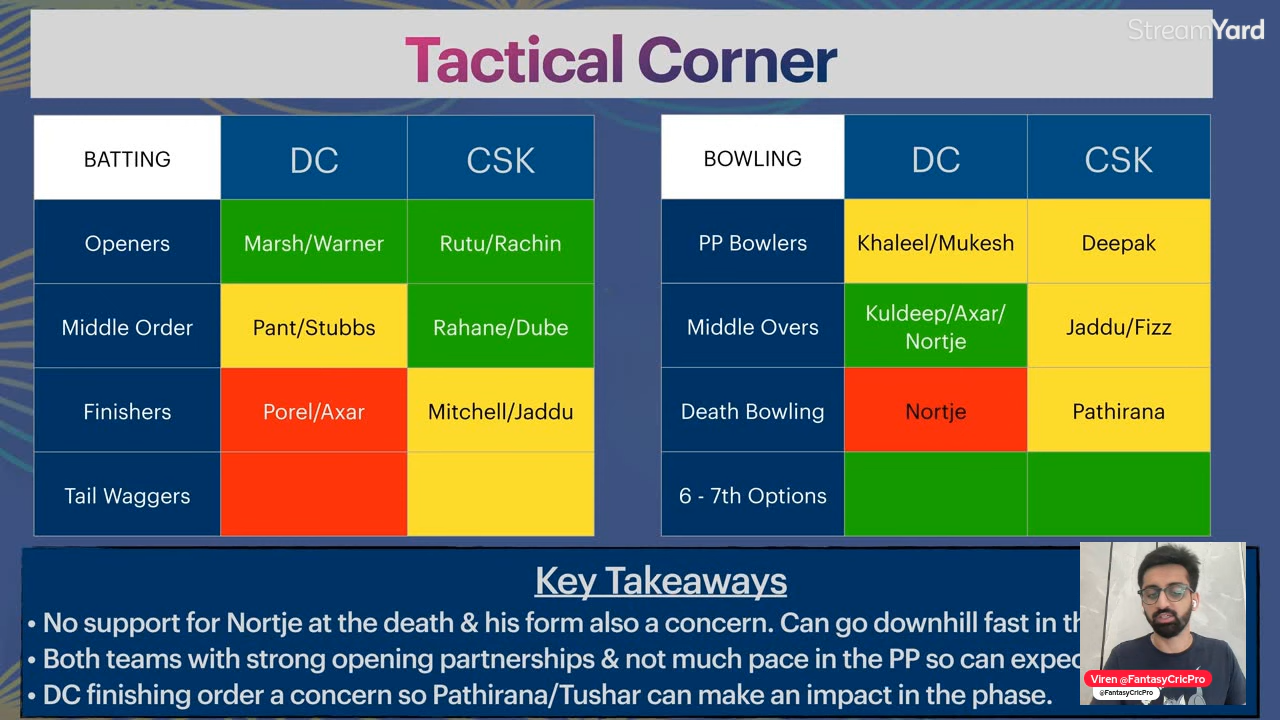 StreamYard
Tactical Corner
BATTING DC CSK
Openers Marsh/Warner Rutu/Rachin
Middle Order Pant/Stubbs Rahane/Dube
Finishers Porel/Axar Mitchell/Jaddu
Tail Waggers
BOWLING DC CSK
PP Bowlers Khaleel/Mukesh Deepak
Middle Overs Kuldeep/Axar/
Nortje Jaddu/Fizz
Death Bowling Nortje Pathirana
6 - 7th Options
Key Takeaways
• No support for Nortje at the death & his form also a concern. Can go downhill fast in
• Both teams with strong opening partnerships & not much pace in the PP so can
• DC finishing order a concern so Pathirana/Tushar can make an impact in the phase.
Viren @FantasyCricPro
@FantasyCricPro